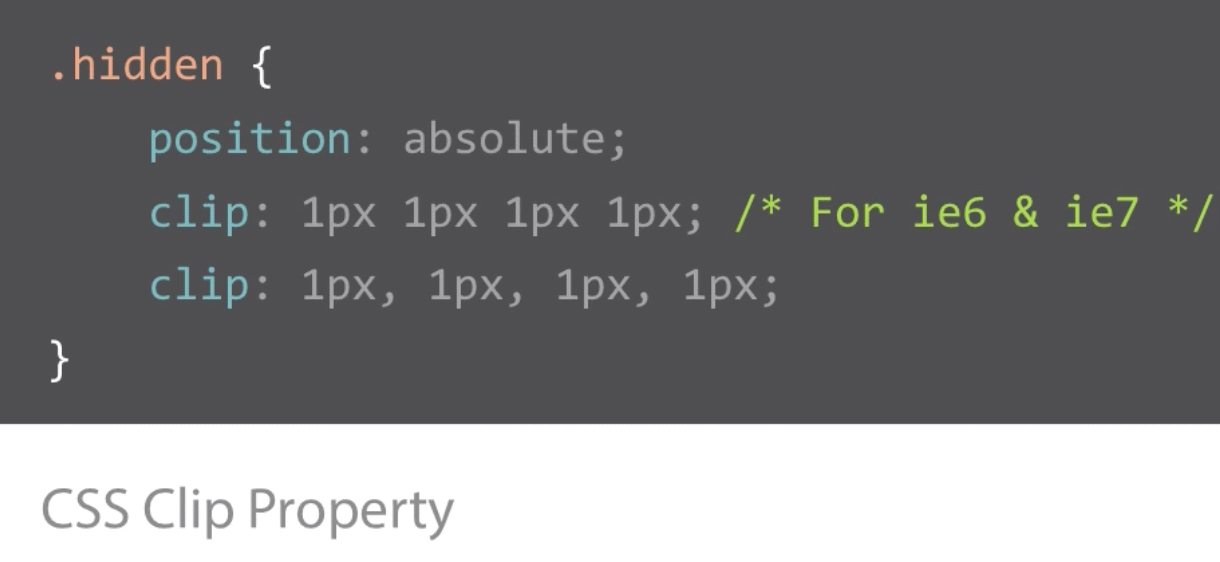 .hidden {
    position: absolute;
    clip: 1px 1px 1px 1px; /* For ie6 & ie7 */
    clip: 1px, 1px, 1px, 1px;
}
CSS Clip Property